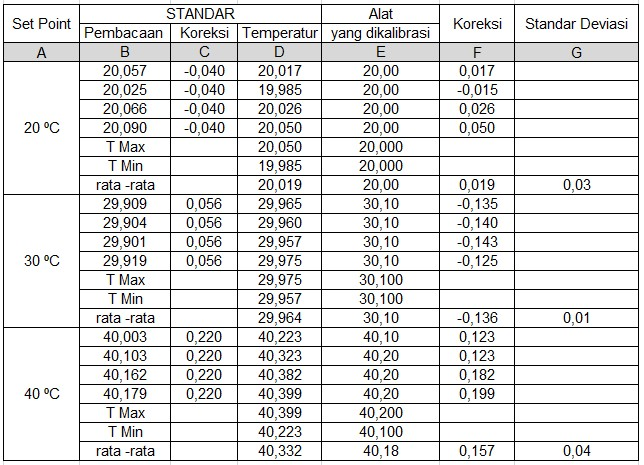 Set Point STANDAR Alat Koreksi Standar Deviasi
Pembacaan Koreksi Temperatur yang dikalibrasi
A B C D E F G
20,057 -0,040 20,017 20,00 0,017
20,025 -0,040 19,985 20,00 -0,015
20,066 -0,040 20,026 20,00 0,026
20 ⁰C 20,090 -0,040 20,050 20,00 0,050
T Max 20,050 20,000
T Min 19,985 20,000
rata -rata 20,019 20,00 0,019 0,03
29,909 0,056 29,965 30,10 -0,135
29,904 0,056 29,960 30,10 -0,140
29,901 0,056 29,957 30,10 -0,143
30 ⁰C 29,919 0,056 29,975 30,10 -0,125
T Max 29,975 30,100
T Min 29,957 30,100
rata -rata 29,964 30,10 -0,136 0,01
40,003 0,220 40,223 40,10 0,123
40,103 0,220 40,323 40,20 0,123
40,162 0,220 40,382 40,20 0,182
40 ⁰C 40,179 0,220 40,399 40,20 0,199
T Max 40,399 40,200
T Min 40,223 40,100
rata -rata 40,332 40,18 0,157 0,04